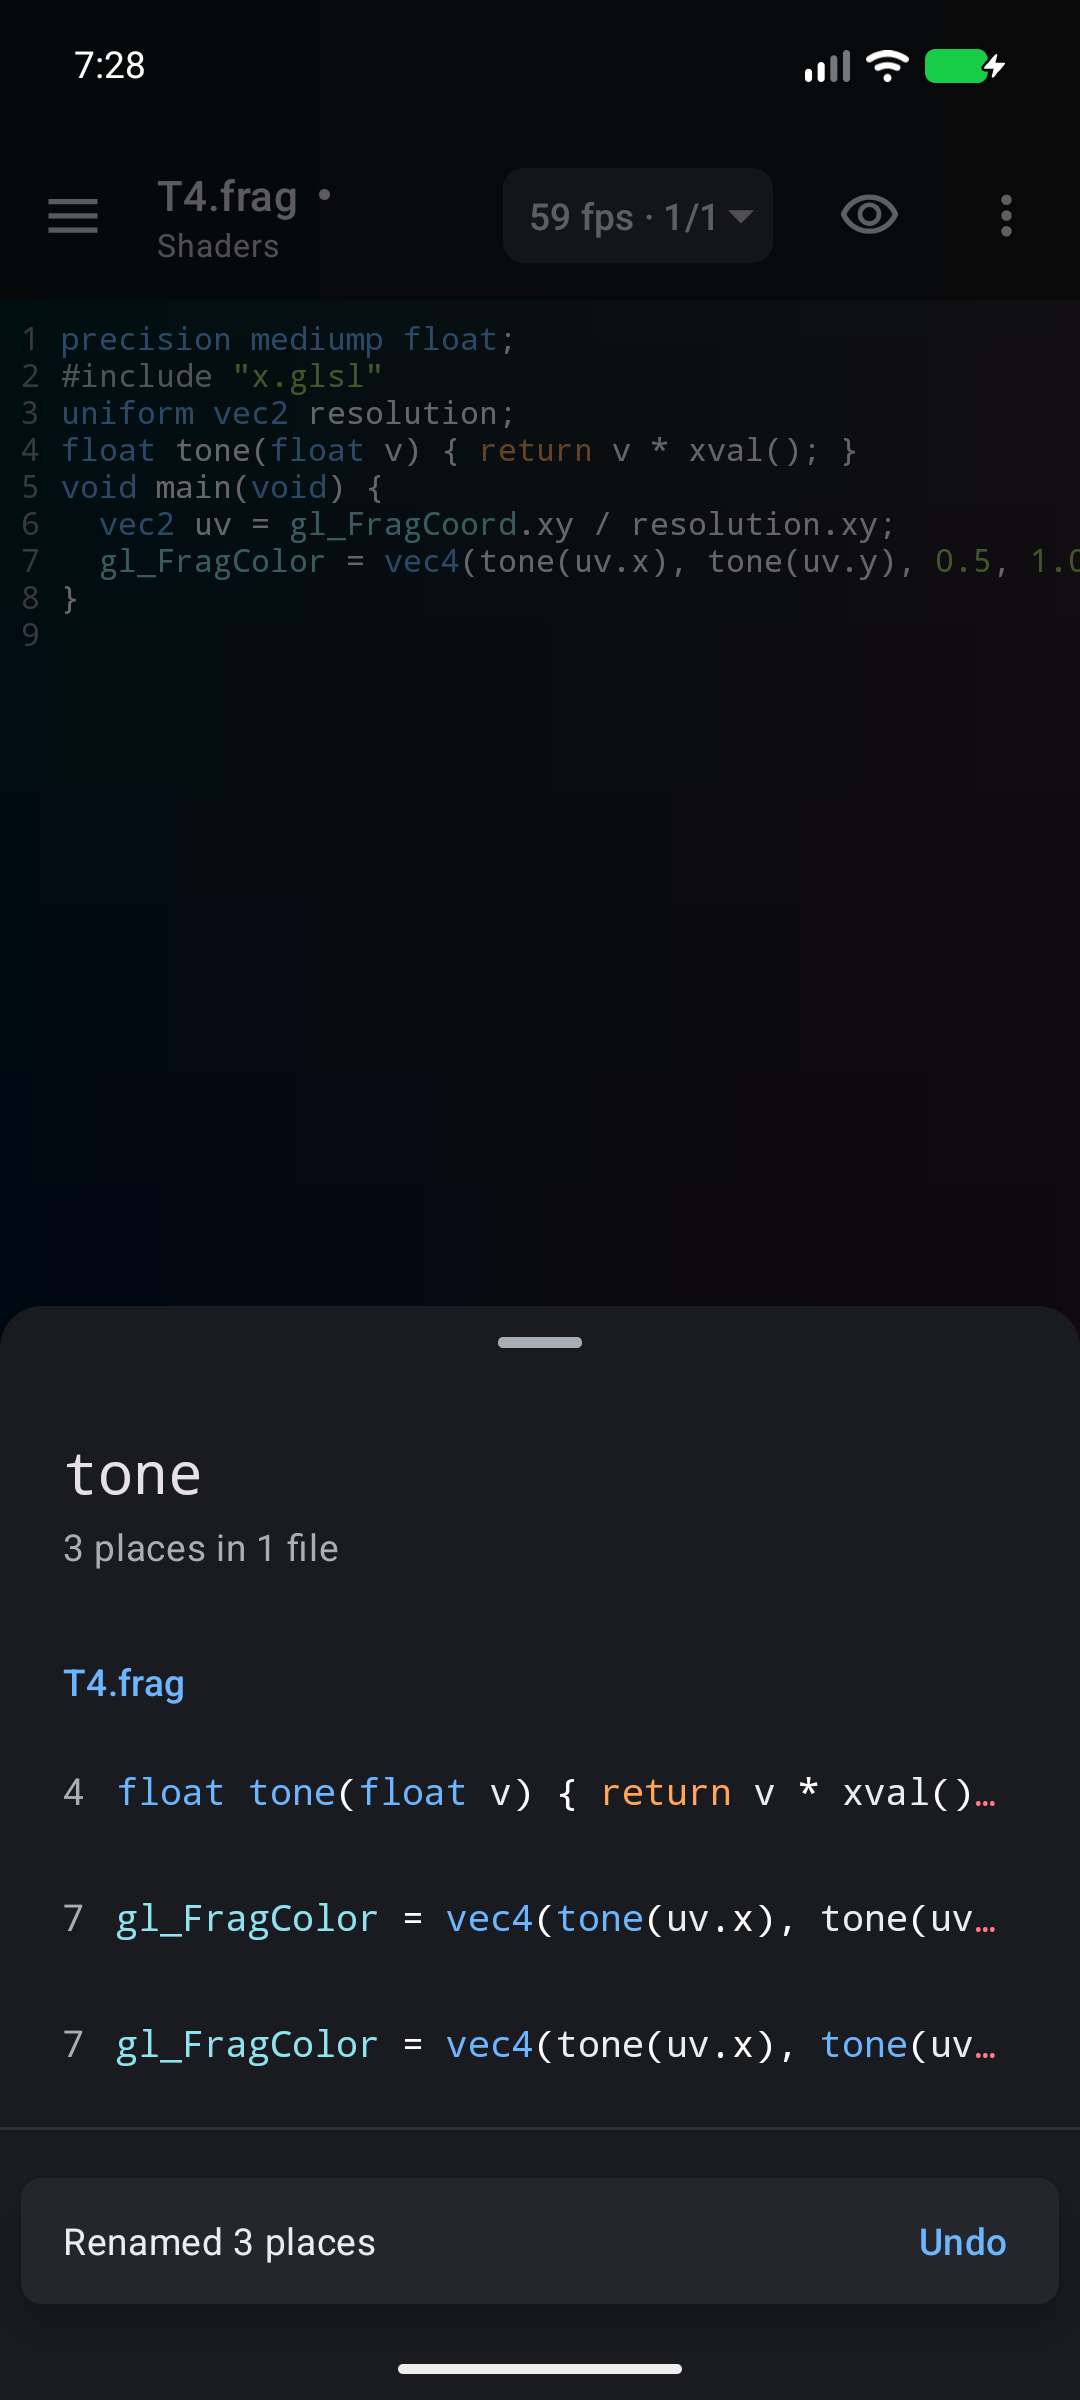 7:28
T4.frag •
Shaders
59 fps · 1/1
1 precision mediump float;
2 #include "x.glsl"
3 uniform vec2 resolution;
4 float tone(float v) { return v * xval(); }
5 void main(void) {
6   vec2 uv = gl_FragCoord.xy / resolution.xy;
7   gl_FragColor = vec4(tone(uv.x), tone(uv.y), 0.5, 1.0
8 }
9
tone
3 places in 1 file
T4.frag
4 float tone(float v) { return v * xval()…
7 gl_FragColor = vec4(tone(uv.x), tone(uv…
7 gl_FragColor = vec4(tone(uv.x), tone(uv…
Renamed 3 places
Undo